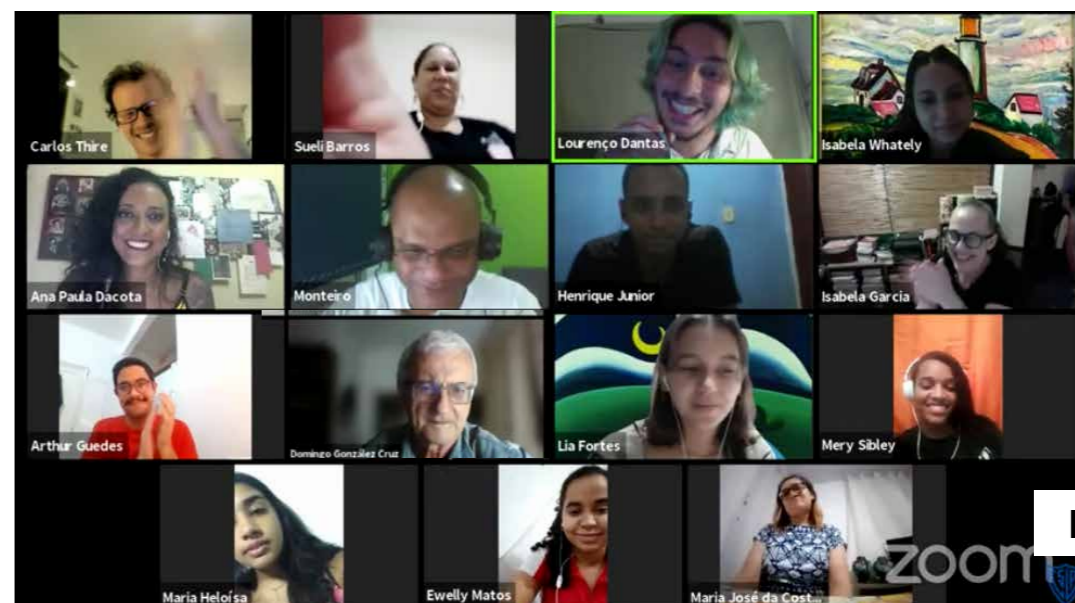 Carlos Thire
Sueli Barros
Lourenço Dantas
Isabela Whately
Ana Paula Dacota
Monteiro
Henrique Junior
Isabela Garcia
Arthur Guedes
Domingo González Cruz
Lia Fortes
Mery Sibley
Maria Heloísa
Ewelly Matos
Maria José da Cost...
zoom